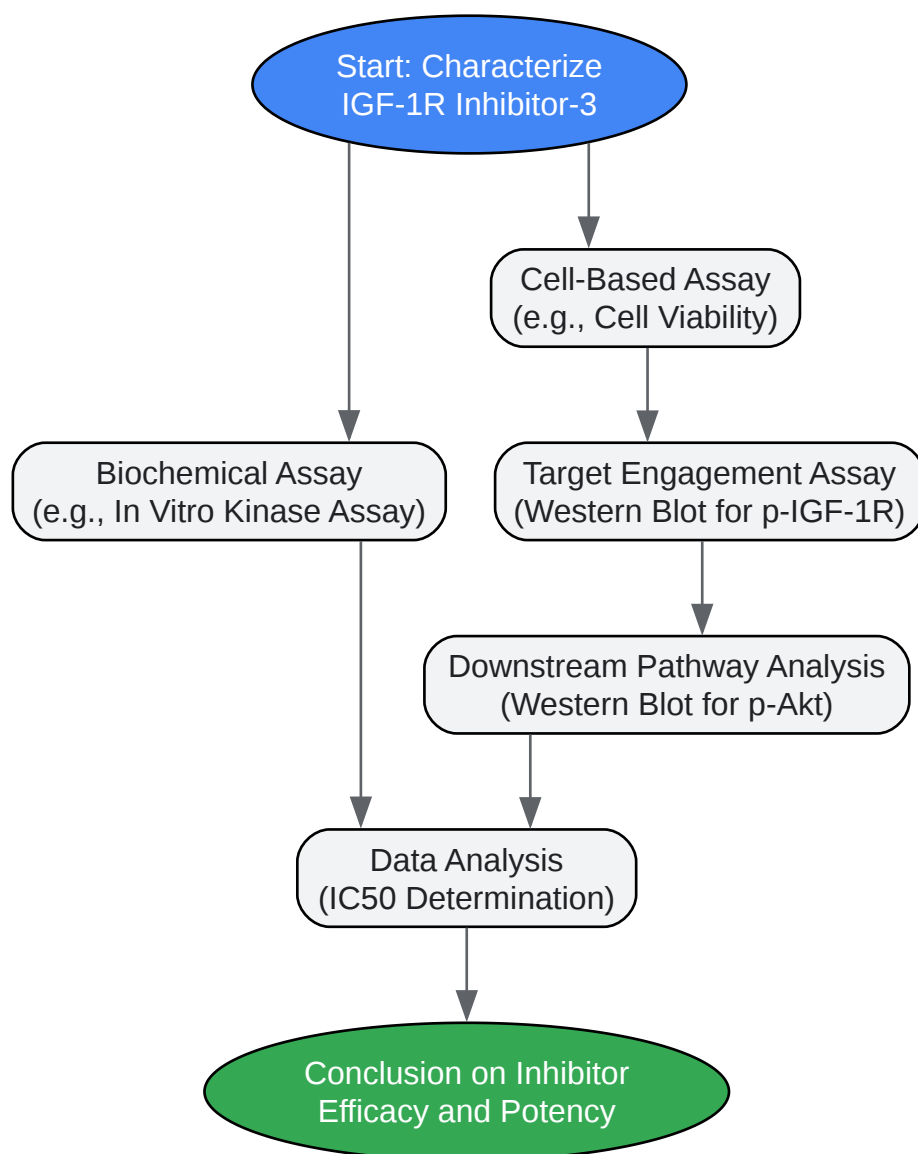 Start: Characterize
IGF-1R Inhibitor-3
Cell-Based Assay
(e.g., Cell Viability)
Biochemical Assay
(e.g., In Vitro Kinase Assay)
Target Engagement Assay
(Western Blot for p-IGF-1R)
Downstream Pathway Analysis
(Western Blot for p-Akt)
Data Analysis
(IC50 Determination)
Conclusion on Inhibitor
Efficacy and Potency